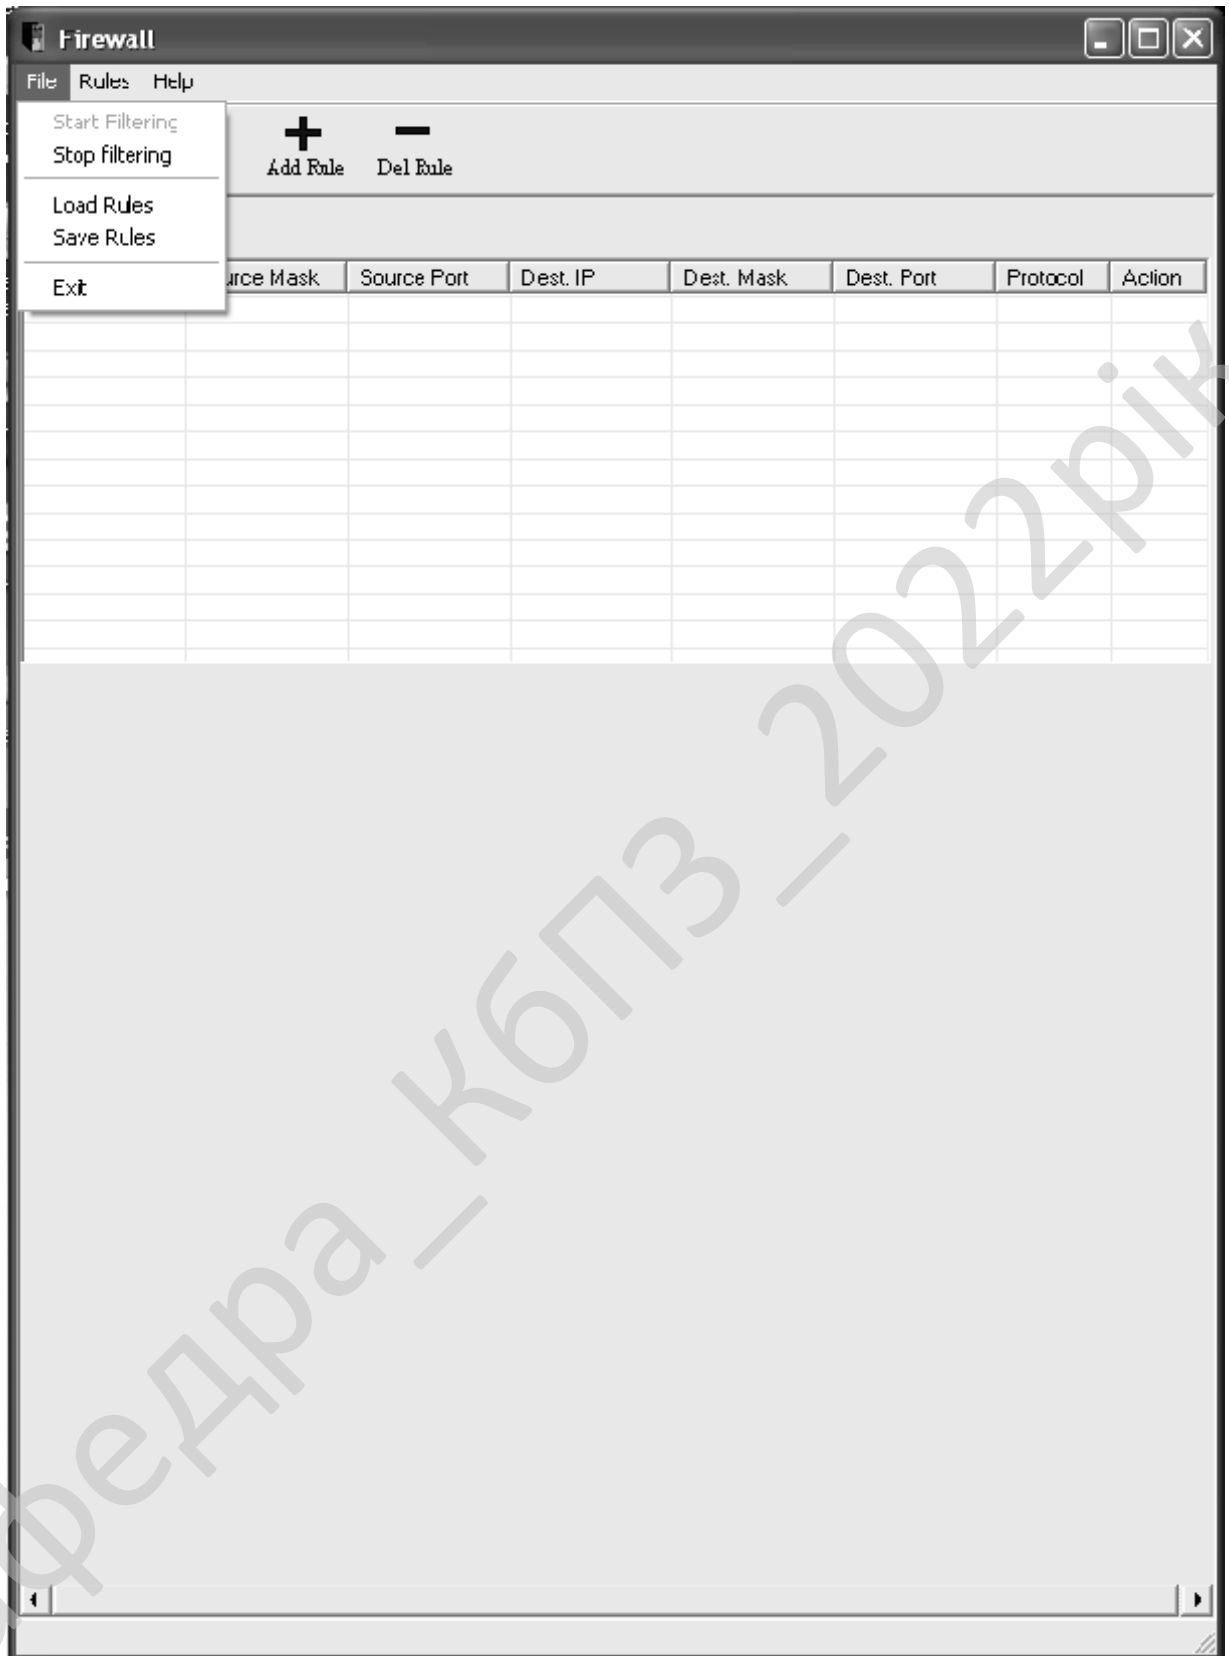 Firewall
File Rules Help
Start Filtering
Stop filtering
Add Rule Del Rule
Load Rules
Save Rules
Exit
Mask Source Port Dest. IP Dest. Mask Dest. Port Protocol Action
федра_КбПЗ_2022рік